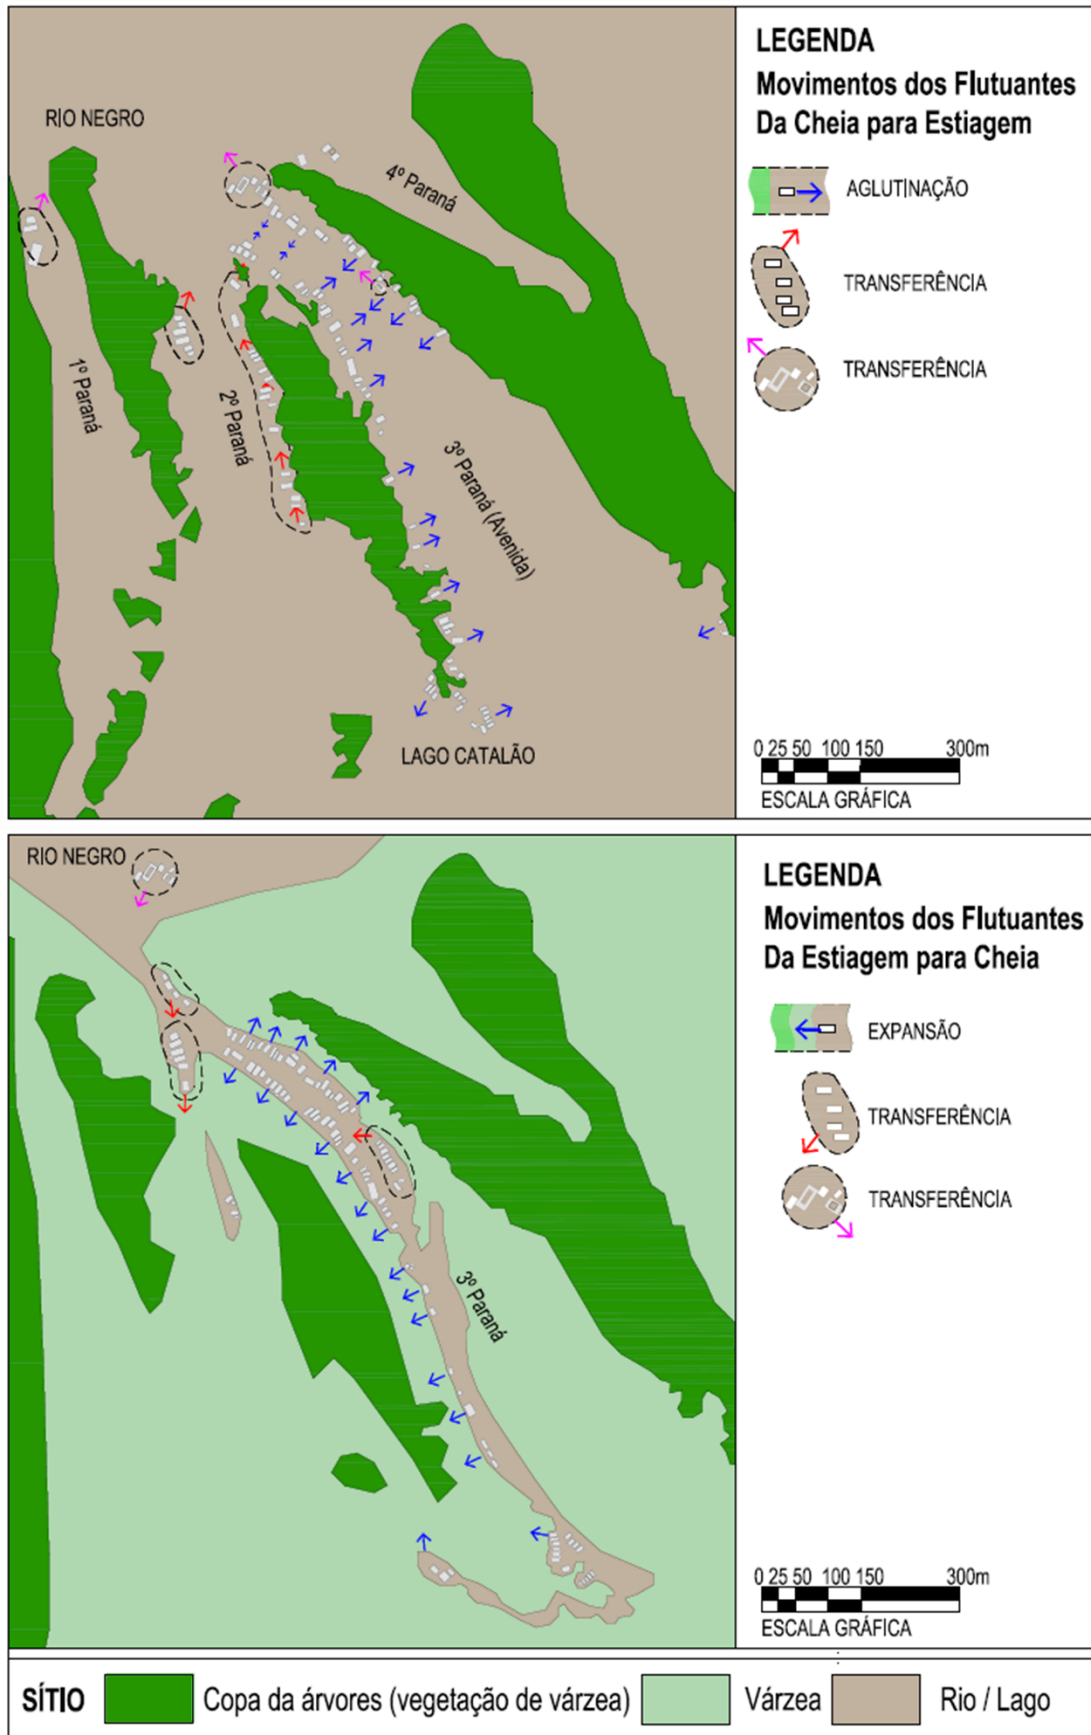 RIO NEGRO
4º Paraná
1º Paraná
2º Paraná
3º Paraná (Avenida)
LAGO CATALÃO
LEGENDA
Movimentos dos Flutuantes
Da Cheia para Estiagem
AGLUTINAÇÃO
TRANSFERÊNCIA
TRANSFERÊNCIA
0 25 50 100 150 300m
ESCALA GRÁFICA
RIO NEGRO
3º Paraná
LEGENDA
Movimentos dos Flutuantes
Da Estiagem para Cheia
EXPANSÃO
TRANSFERÊNCIA
TRANSFERÊNCIA
0 25 50 100 150 300m
ESCALA GRÁFICA
SÍTIO Copa da árvores (vegetação de várzea) Várzea Rio / Lago